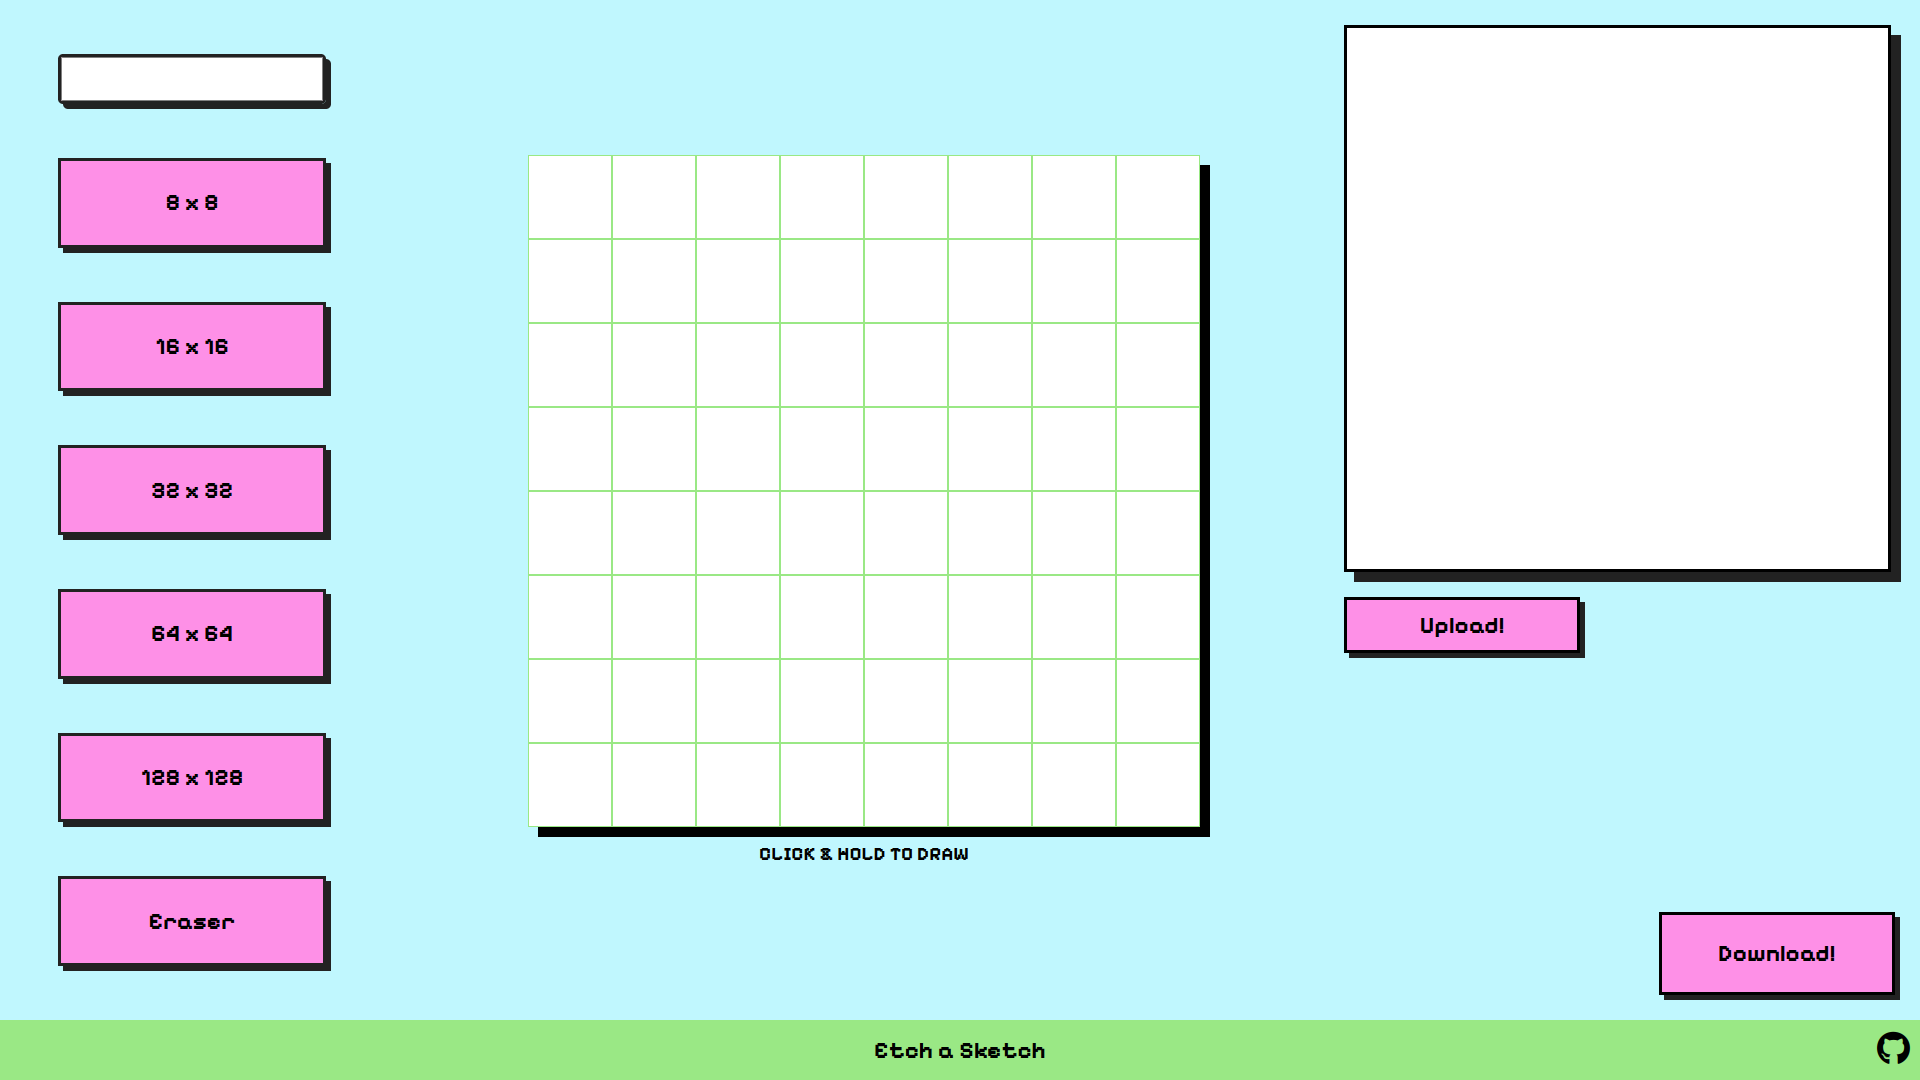 8 x 8
16 x 16
32 x 32
64 x 64
128 x 128
Eraser
CLICK & HOLD TO DRAW
Upload!
Download!
Etch a Sketch